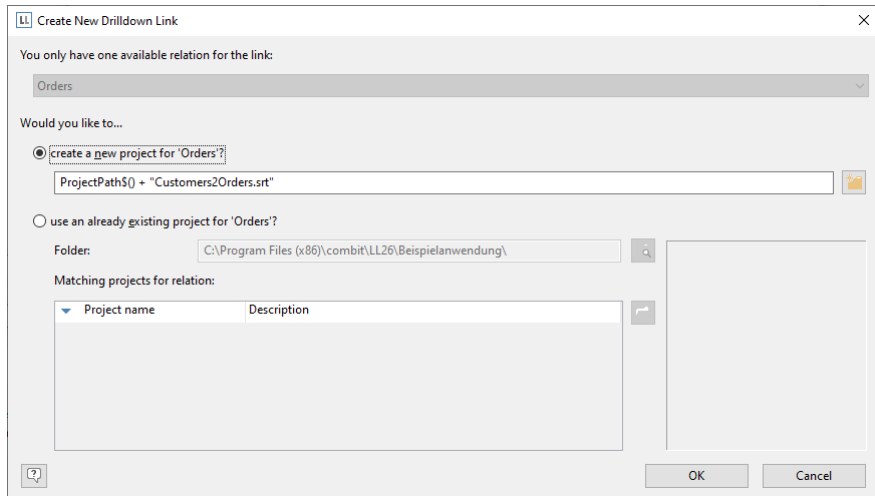 LL Create New Drilldown Link
You only have one available relation for the link:
Orders
Would you like to...
create a new project for 'Orders'?
ProjectPath$() + "Customers2Orders.srt"
use an already existing project for 'Orders'?
Folder: C:\Program Files (x86)\combit\LL26\Beispielanwendung\
Matching projects for relation:
Project name Description
OK Cancel